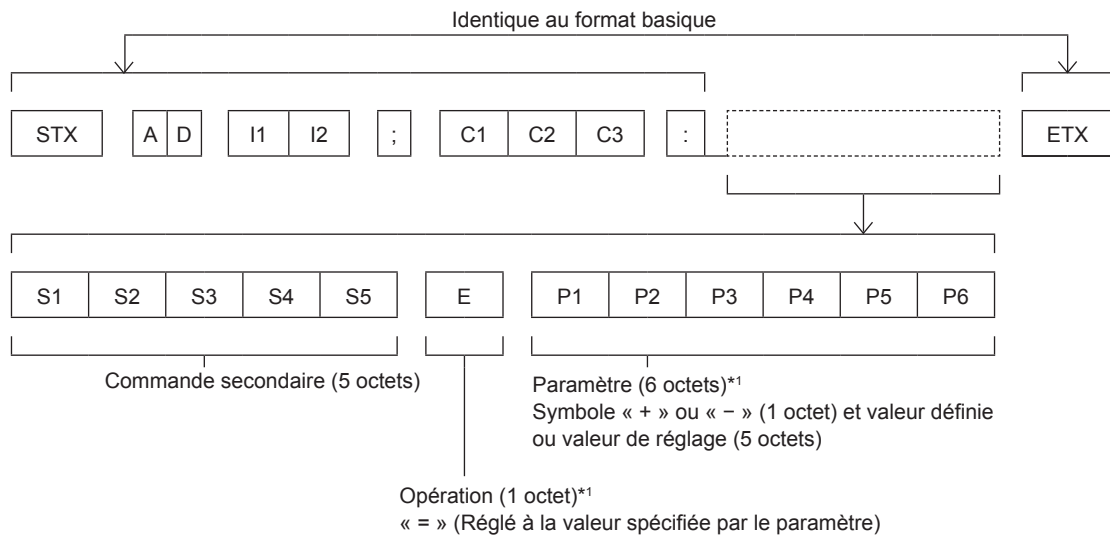 Identique au format basique
STX A D I1 I2 ; C1 C2 C3 : ETX
S1 S2 S3 S4 S5 E P1 P2 P3 P4 P5 P6
Commande secondaire (5 octets)
Paramètre (6 octets)*1
Symbole « + » ou « − » (1 octet) et valeur définie
ou valeur de réglage (5 octets)
Opération (1 octet)*1
« = » (Réglé à la valeur spécifiée par le paramètre)